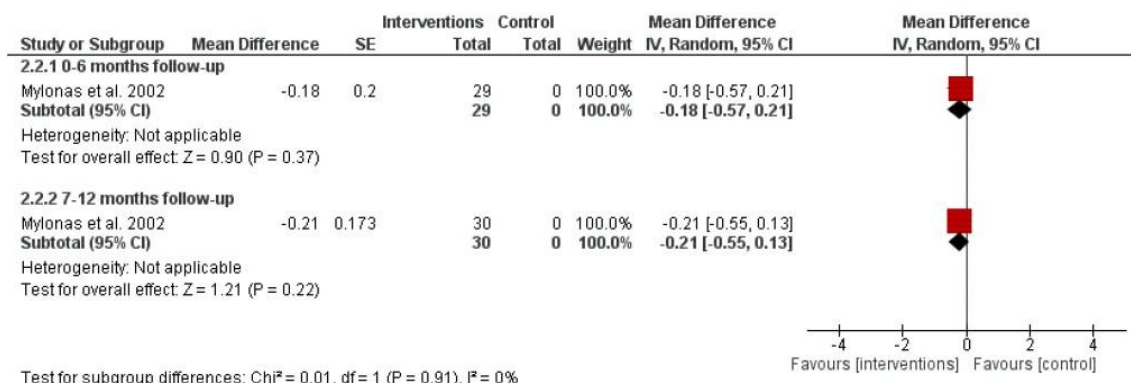 Interventions Control Mean Difference Mean Difference
Study or Subgroup Mean Difference SE Total Total Weight IV, Random, 95% CI IV, Random, 95% CI
2.2.1 0-6 months follow-up
Mylonas et al. 2002 -0.18 0.2 29 0 100.0% -0.18 [-0.57, 0.21]
Subtotal (95% CI) 29 0 100.0% -0.18 [-0.57, 0.21]
Heterogeneity: Not applicable
Test for overall effect: Z = 0.90 (P = 0.37)
2.2.2 7-12 months follow-up
Mylonas et al. 2002 -0.21 0.173 30 0 100.0% -0.21 [-0.55, 0.13]
Subtotal (95% CI) 30 0 100.0% -0.21 [-0.55, 0.13]
Heterogeneity: Not applicable
Test for overall effect: Z = 1.21 (P = 0.22)
-4 -2 0 2 4
Favours [interventions] Favours [control]
Test for subgroup differences: Chi² = 0.01, df = 1 (P = 0.91), I² = 0%